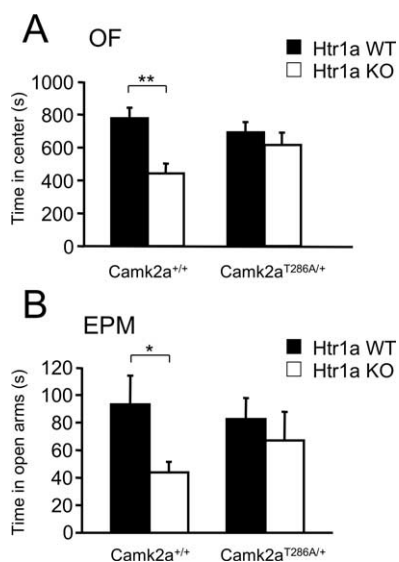 A OF
Htr1a WT
Htr1a KO
Time in center (s)
1000
800
600
400
200
0
**
Camk2a+/+ Camk2aT286A/+
B EPM
Htr1a WT
Htr1a KO
Time in open arms (s)
120
100
80
60
40
20
0
*
Camk2a+/+ Camk2aT286A/+